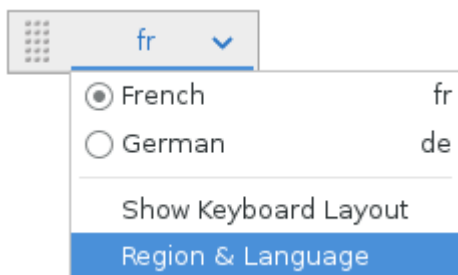 fr
French fr
German de
Show Keyboard Layout
Region & Language